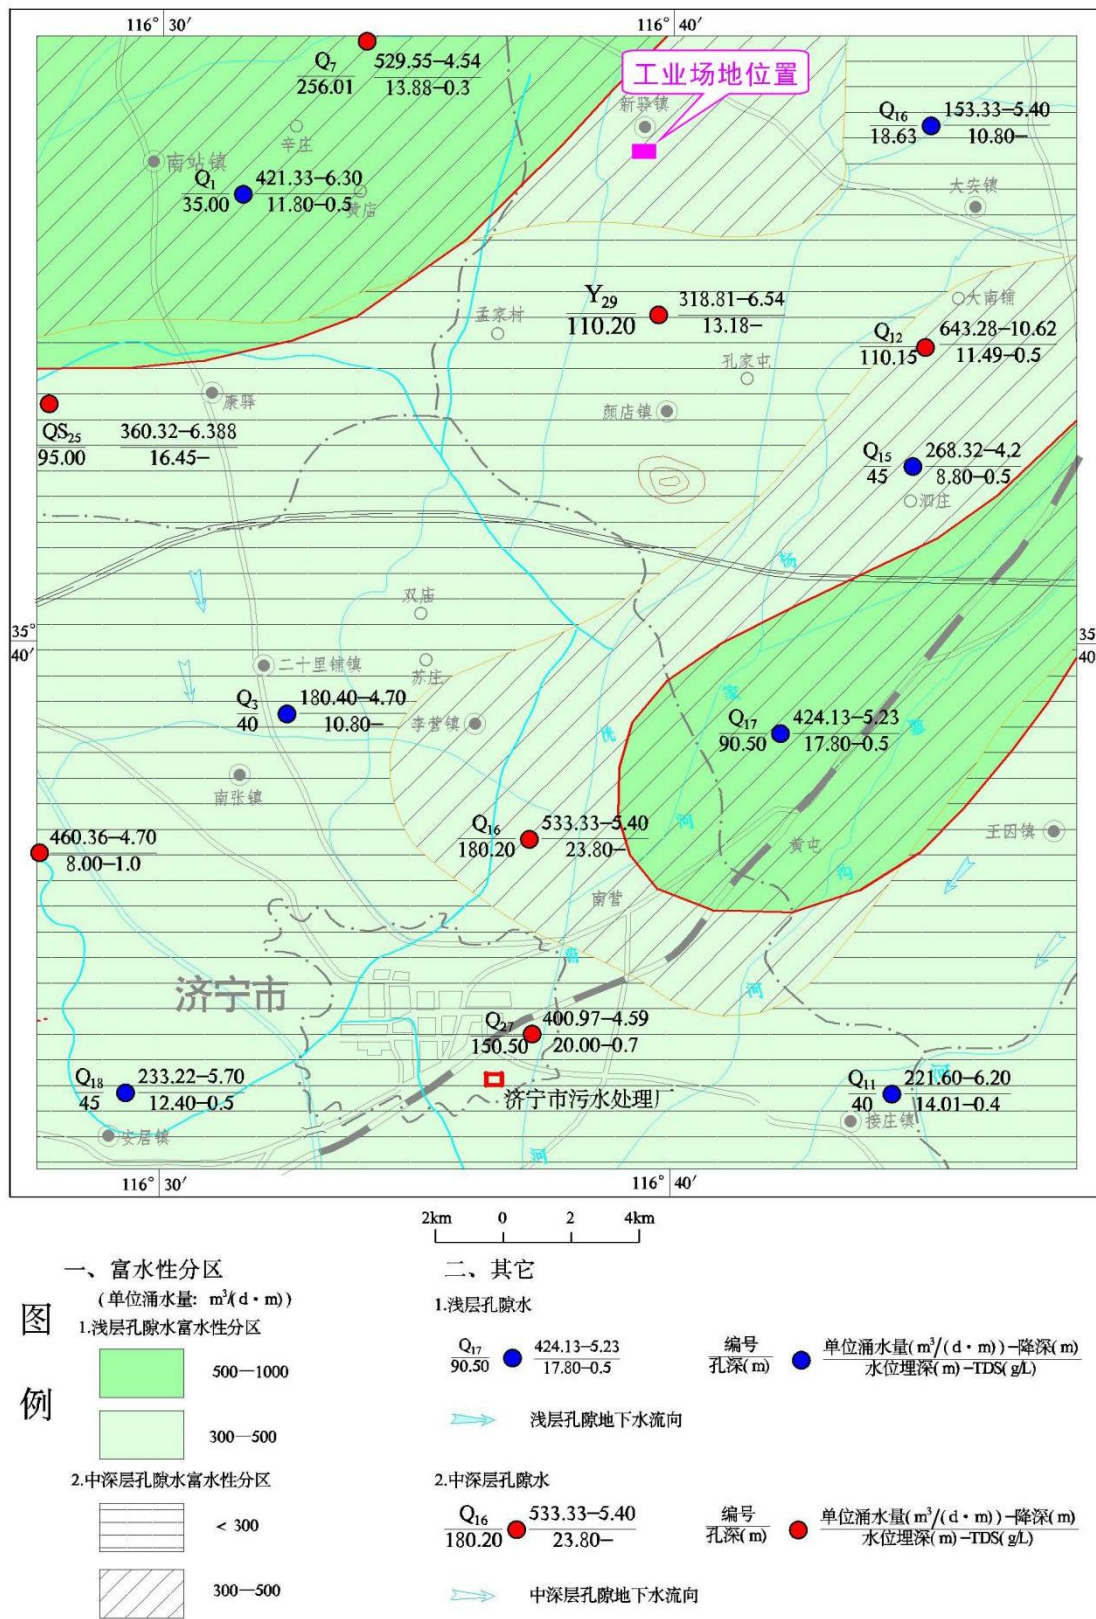 116° 30′
116° 40′
Q7
256.01
529.55—4.54
13.88—0.3
工业场地位置
新驿镇
Q16
18.63
153.33—5.40
10.80—
辛庄
南站镇
Q1
35.00
421.33—6.30
11.80—0.5
黄店
大安镇
Y29
110.20
318.81—6.54
13.18—
大南铺
孟家村
Q12
110.15
643.28—10.62
11.49—0.5
孔家屯
康驿
颜店镇
QS25
95.00
360.32—6.388
16.45—
Q15
45
268.32—4.2
8.80—0.5
泗庄
杨
双庙
35°
40′
35°
40′
二十里铺镇
苏庄
家
Q3
40
180.40—4.70
10.80—
李营镇
洸
Q17
90.50
424.13—5.23
17.80—0.5
南张镇
河
460.36—4.70
8.00—1.0
Q16
180.20
533.33—5.40
23.80—
黄屯
王因镇
沟
南营
济宁市
河
Q27
150.50
400.97—4.59
20.00—0.7
Q18
45
233.22—5.70
12.40—0.5
济宁市污水处理厂
Q11
40
221.60—6.20
14.01—0.4
河
安居镇
接庄镇
河
116° 30′
116° 40′
2km 0 2 4km
图例
一、富水性分区
(单位涌水量: m³/(d·m))
1.浅层孔隙水富水性分区
500—1000
300—500
2.中深层孔隙水富水性分区
< 300
300—500
二、其它
1.浅层孔隙水
Q17
90.50
424.13—5.23
17.80—0.5
编号
孔深(m)
单位涌水量(m³/(d·m))—降深(m)
水位埋深(m)—TDS(g/L)
浅层孔隙地下水流向
2.中深层孔隙水
Q16
180.20
533.33—5.40
23.80—
编号
孔深(m)
单位涌水量(m³/(d·m))—降深(m)
水位埋深(m)—TDS(g/L)
中深层孔隙地下水流向